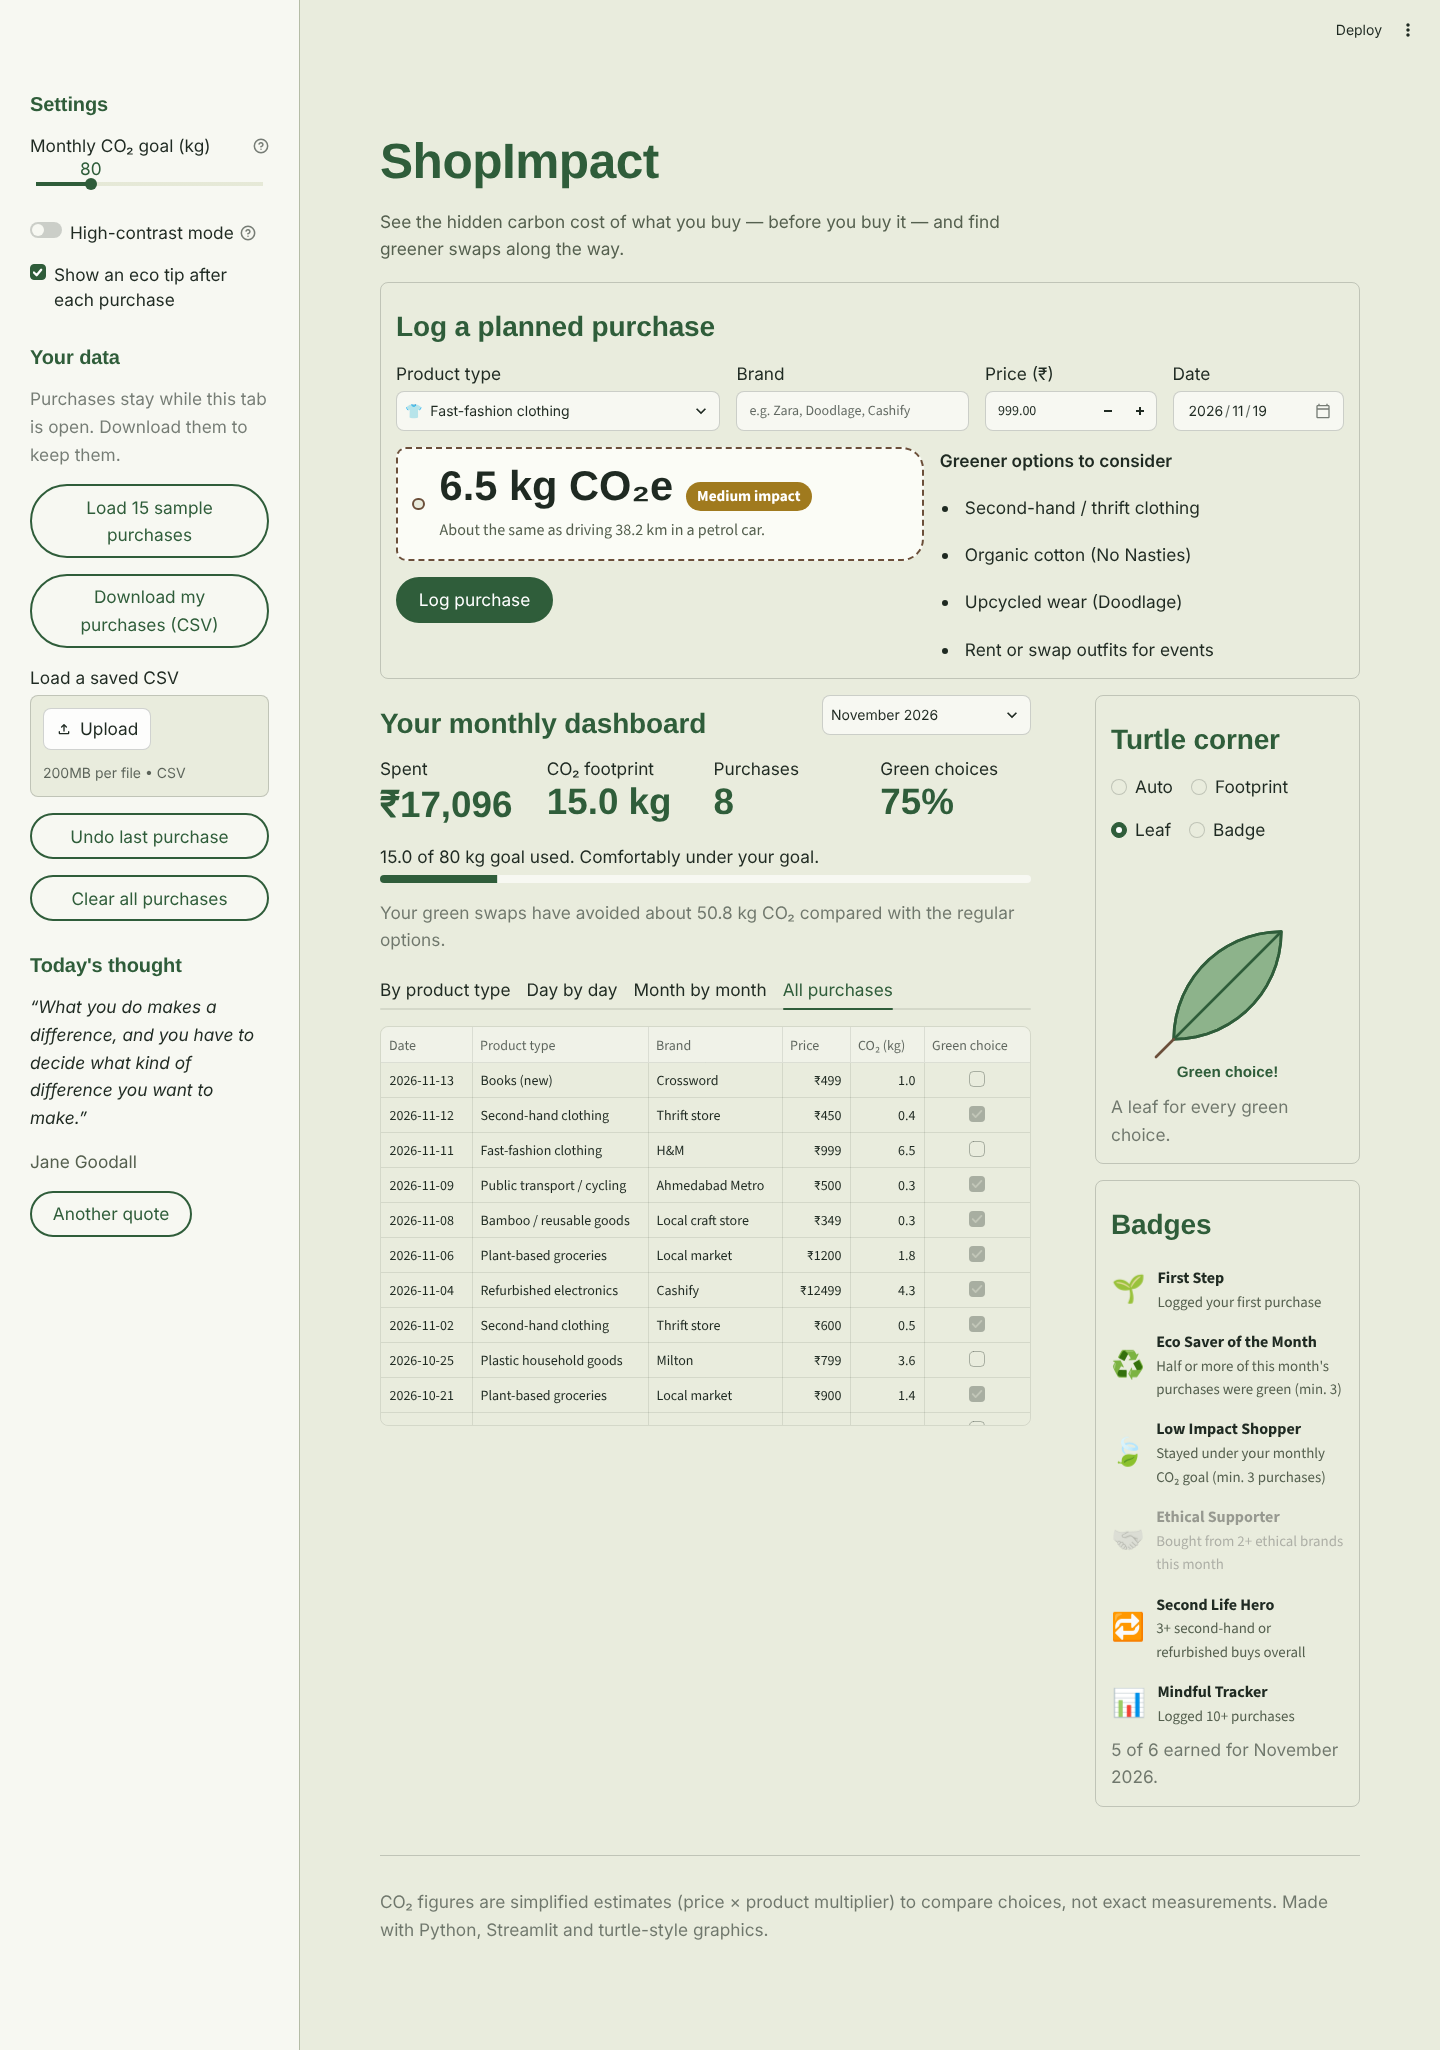 Deploy
Settings
Monthly CO₂ goal (kg)
80
High-contrast mode
Show an eco tip after
each purchase
Your data
Purchases stay while this tab
is open. Download them to
keep them.
Load 15 sample
purchases
Download my
purchases (CSV)
Load a saved CSV
Upload
200MB per file • CSV
Undo last purchase
Clear all purchases
Today's thought
“What you do makes a
difference, and you have to
decide what kind of
difference you want to
make.”
Jane Goodall
Another quote
ShopImpact
See the hidden carbon cost of what you buy — before you buy it — and find
greener swaps along the way.
Log a planned purchase
Product type Brand Price (₹) Date
Fast-fashion clothing e.g. Zara, Doodlage, Cashify 999.00 2026/11/19
6.5 kg CO₂e Medium impact
About the same as driving 38.2 km in a petrol car.
Log purchase
Greener options to consider
• Second-hand / thrift clothing
• Organic cotton (No Nasties)
• Upcycled wear (Doodlage)
• Rent or swap outfits for events
Your monthly dashboard November 2026
Spent CO₂ footprint Purchases Green choices
₹17,096 15.0 kg 8 75%
15.0 of 80 kg goal used. Comfortably under your goal.
Your green swaps have avoided about 50.8 kg CO₂ compared with the regular
options.
By product type Day by day Month by month All purchases
Date Product type Brand Price CO₂ (kg) Green choice
2026-11-13 Books (new) Crossword ₹499 1.0
2026-11-12 Second-hand clothing Thrift store ₹450 0.4
2026-11-11 Fast-fashion clothing H&M ₹999 6.5
2026-11-09 Public transport / cycling Ahmedabad Metro ₹500 0.3
2026-11-08 Bamboo / reusable goods Local craft store ₹349 0.3
2026-11-06 Plant-based groceries Local market ₹1200 1.8
2026-11-04 Refurbished electronics Cashify ₹12499 4.3
2026-11-02 Second-hand clothing Thrift store ₹600 0.5
2026-10-25 Plastic household goods Milton ₹799 3.6
2026-10-21 Plant-based groceries Local market ₹900 1.4
Turtle corner
Auto Footprint
Leaf Badge
Green choice!
A leaf for every green
choice.
Badges
First Step
Logged your first purchase
Eco Saver of the Month
Half or more of this month's
purchases were green (min. 3)
Low Impact Shopper
Stayed under your monthly
CO₂ goal (min. 3 purchases)
Ethical Supporter
Bought from 2+ ethical brands
this month
Second Life Hero
3+ second-hand or
refurbished buys overall
Mindful Tracker
Logged 10+ purchases
5 of 6 earned for November
2026.
CO₂ figures are simplified estimates (price × product multiplier) to compare choices, not exact measurements. Made
with Python, Streamlit and turtle-style graphics.